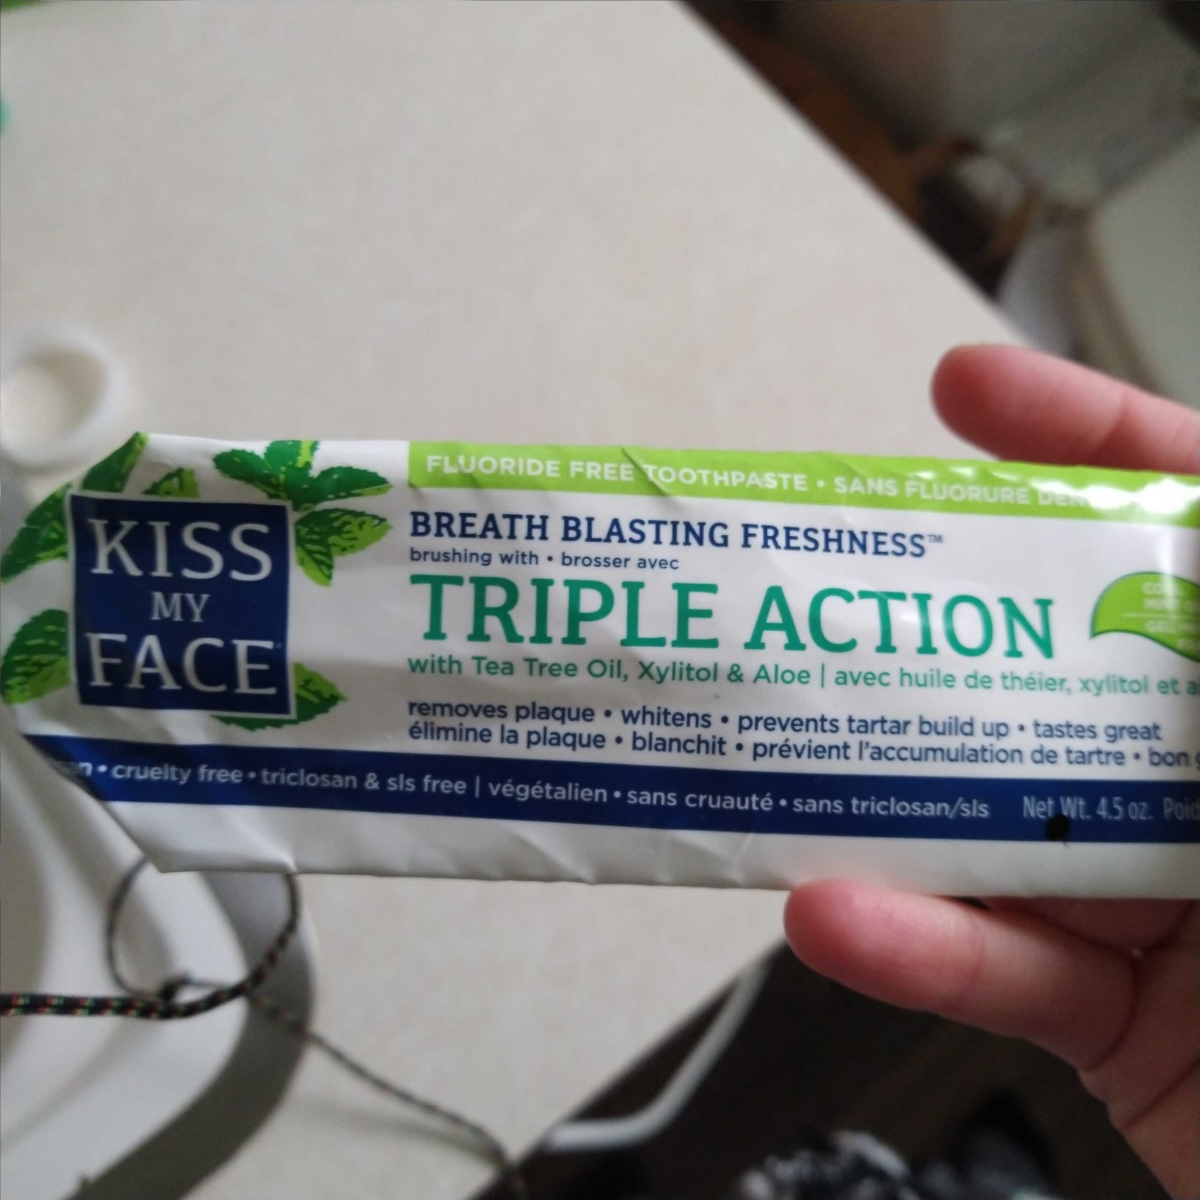 KISS
MY
FACE
FLUORIDE FREE TOOTHPASTE • SANS FLUORURE
BREATH BLASTING FRESHNESS™
brushing with • brosser avec
TRIPLE ACTION
with Tea Tree Oil, Xylitol & Aloe | avec huile de théier, xylitol et
removes plaque • whitens • prevents tartar build up • tastes great
élimine la plaque • blanchit • prévient l'accumulation de tartre • bon
• cruelty free • triclosan & sls free | végétalien • sans cruauté • sans triclosan/sls Net Wt. 4.5 oz.